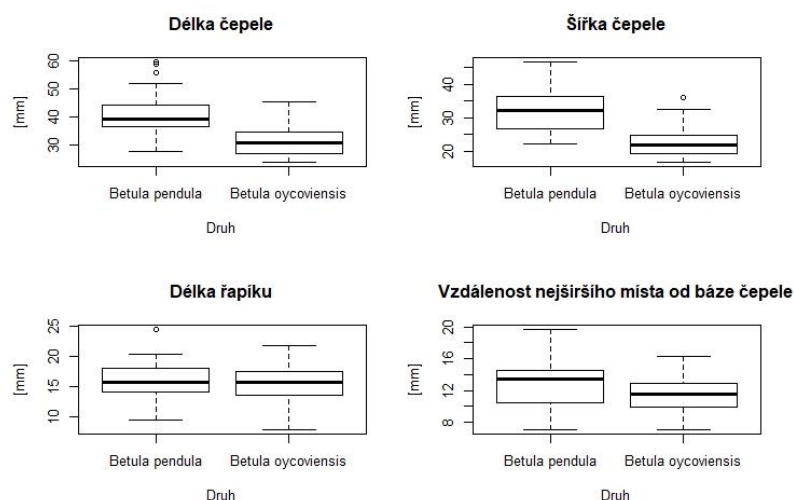 Délka čepele
[mm]
60
50
40
30
Betula pendula
Betula oycoviensis
Druh
Šířka čepele
[mm]
40
30
20
Betula pendula
Betula oycoviensis
Druh
Délka řapíku
[mm]
25
20
15
10
Betula pendula
Betula oycoviensis
Druh
Vzdálenost nejširšího místa od báze čepele
[mm]
20
16
12
8
Betula pendula
Betula oycoviensis
Druh